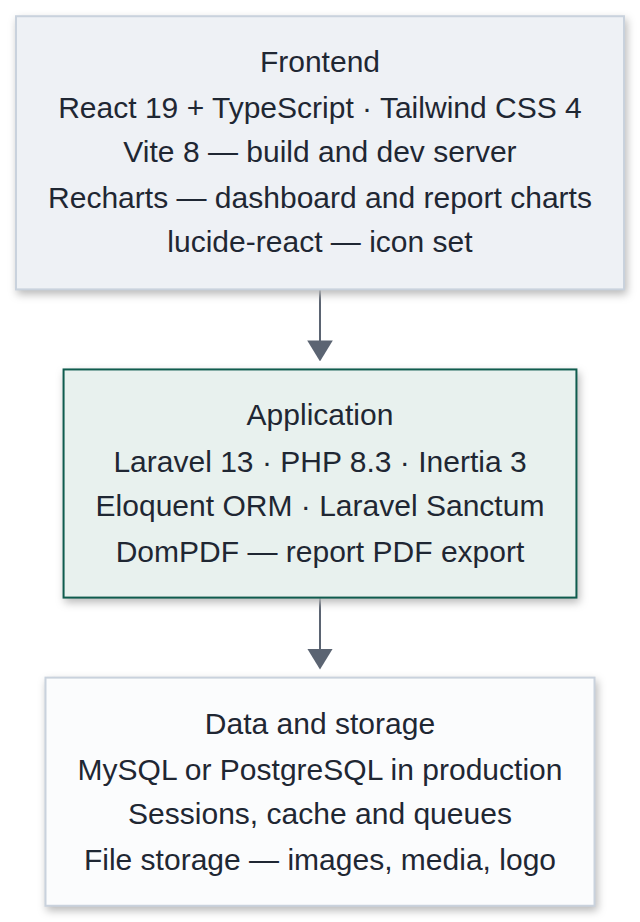 Frontend
React 19 + TypeScript · Tailwind CSS 4
Vite 8 — build and dev server
Recharts — dashboard and report charts
lucide-react — icon set
Application
Laravel 13 · PHP 8.3 · Inertia 3
Eloquent ORM · Laravel Sanctum
DomPDF — report PDF export
Data and storage
MySQL or PostgreSQL in production
Sessions, cache and queues
File storage — images, media, logo